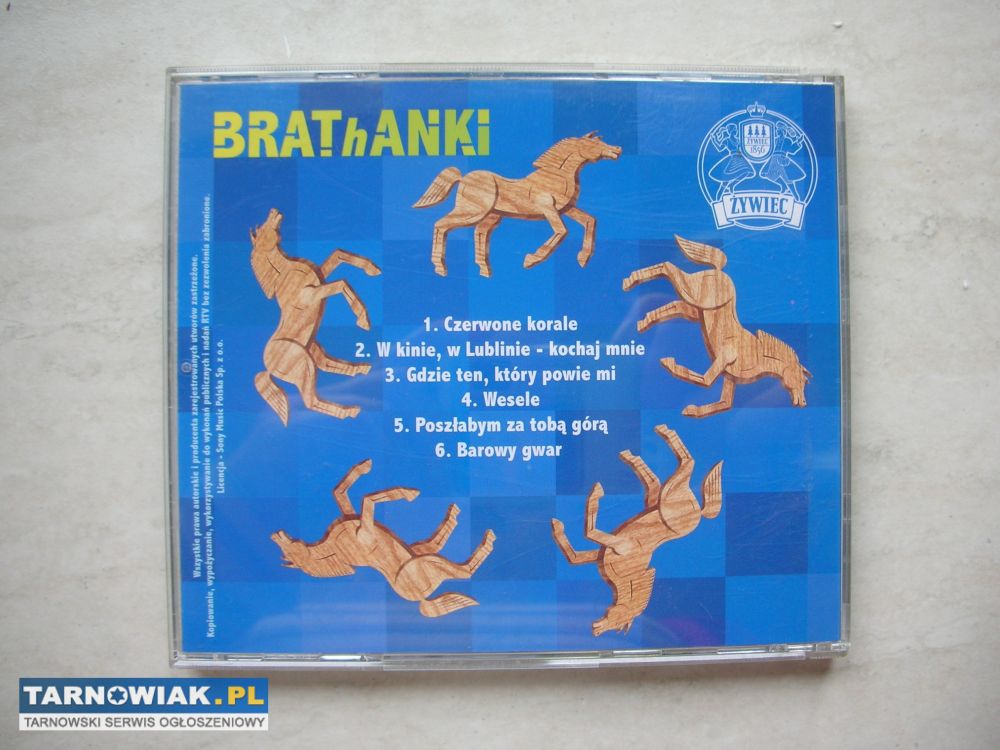 BRAThANKi
ŻYWIEC
1856
ŻYWIEC
1. Czerwone korale
2. W kinie, w Lublinie - kochaj mnie
3. Gdzie ten, który powie mi
4. Wesele
5. Poszłabym za tobą górą
6. Barowy gwar
Wszystkie prawa autorskie i producenta zarejestrowanych utworów zastrzeżone.
Kopiowanie, wypożyczanie, wykorzystywanie do wykonań publicznych i nadań RTV bez zezwolenia zabronione.
Licencja - Sony Music Polska Sp. z o.o.
TARNOWIAK.PL
TARNOWSKI SERWIS OGŁOSZENIOWY